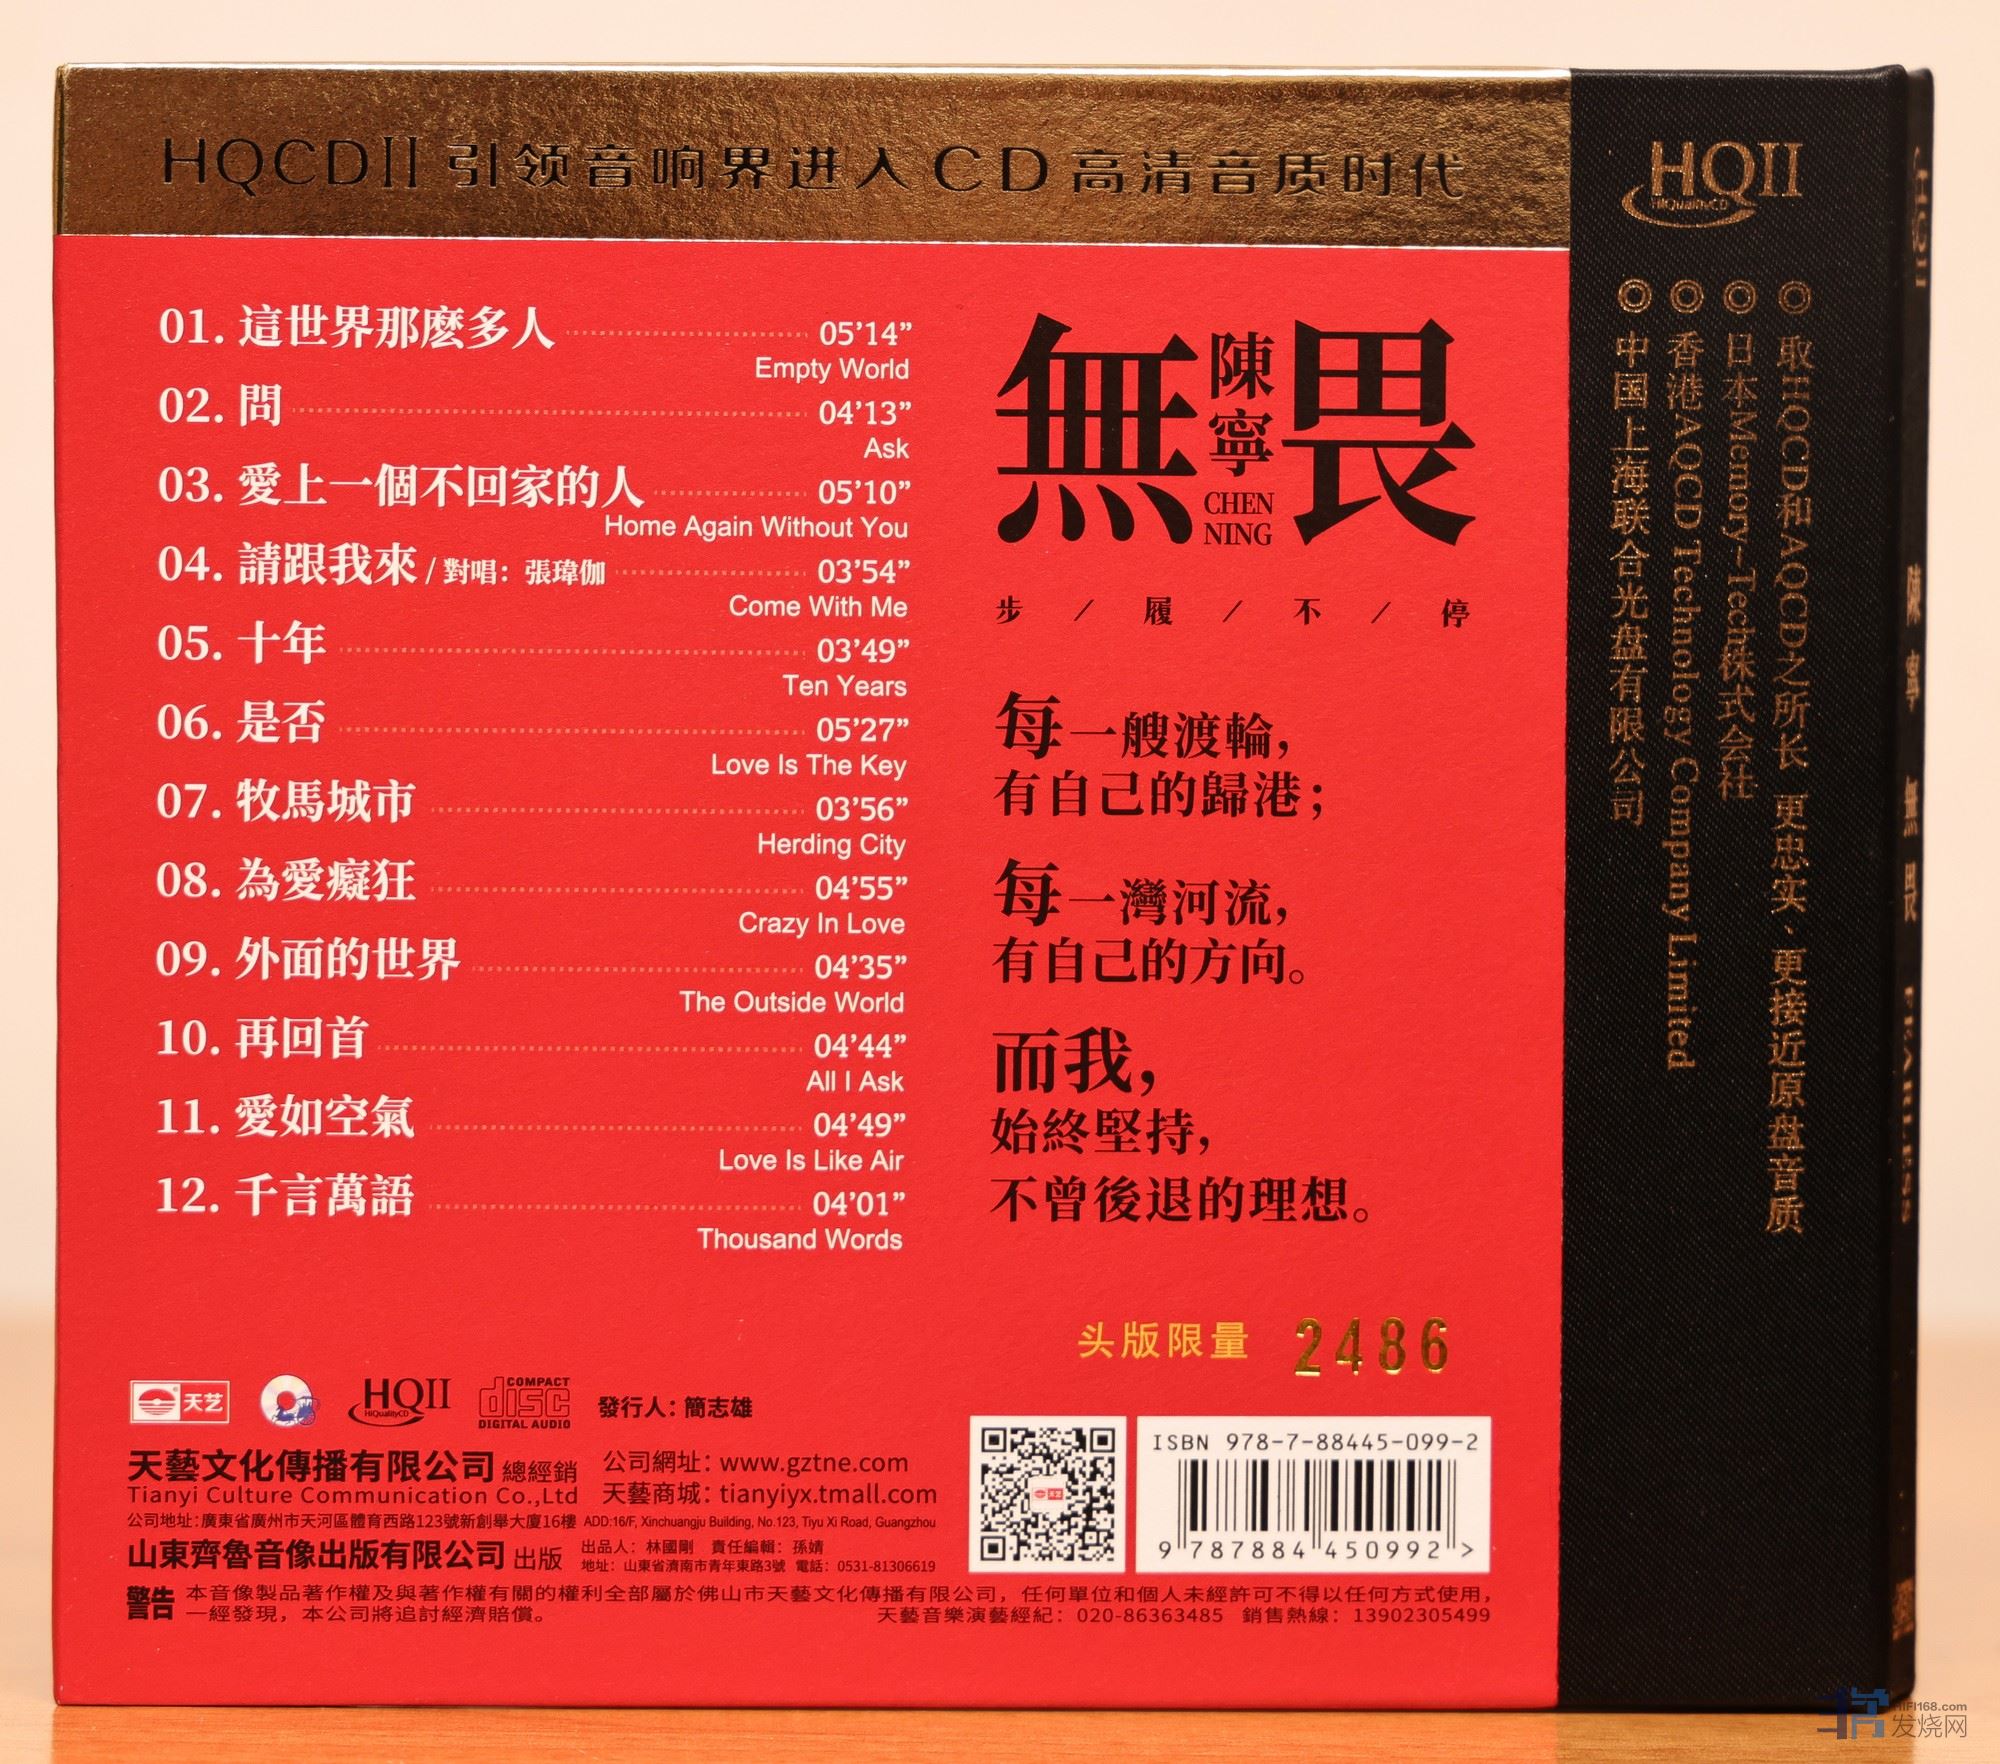 HQCDII 引领音响界进入CD高清音质时代
01. 這世界那麼多人 05'14"
Empty World
02. 問 04'13"
Ask
03. 愛上一個不回家的人 05'10"
Home Again Without You
04. 請跟我來 / 對唱：張瑋伽 03'54"
Come With Me
05. 十年 03'49"
Ten Years
06. 是否 05'27"
Love Is The Key
07. 牧馬城市 03'56"
Herding City
08. 為愛癡狂 04'55"
Crazy In Love
09. 外面的世界 04'35"
The Outside World
10. 再回首 04'44"
All I Ask
11. 愛如空氣 04'49"
Love Is Like Air
12. 千言萬語 04'01"
Thousand Words
無畏
陳寧
CHEN
NING
步 / 履 / 不 / 停
每一艘渡輪，
有自己的歸港；
每一灣河流，
有自己的方向。
而我，
始終堅持，
不曾後退的理想。
头版限量 2486
天艺
HQII
HiQualityCD
COMPACT
disc
DIGITAL AUDIO
發行人：簡志雄
天藝文化傳播有限公司 總經銷
Tianyi Culture Communication Co.,Ltd
公司網址：www.gztne.com
天藝商城：tianyiyx.tmall.com
公司地址：廣東省廣州市天河區體育西路123號新創舉大廈16樓 ADD:16/F, Xinchuangju Building, No.123, Tiyu Xi Road, Guangzhou
山東齊魯音像出版有限公司 出版
出品人：林國剛 責任編輯：孫婧
地址：山東省濟南市青年東路3號 電話：0531-81306619
警告 本音像製品著作權及與著作權有關的權利全部屬於佛山市天藝文化傳播有限公司，任何單位和個人未經許可不得以任何方式使用，
一經發現，本公司將追討經濟賠償。 天藝音樂演藝經紀：020-86363485 銷售熱線：13902305499
ISBN 978-7-88445-099-2
9 787884 450992 >
HQII
HiQualityCD
◎ 取HQCD和AQCD之所长 更忠实、更接近原盘音质
◎ 日本Memory-Tech株式会社
◎ 香港AQCD Technology Company Limited
◎ 中国上海联合光盘有限公司
HQII
陳寧 無畏 FEARLESS
HIFI168.com
发烧网